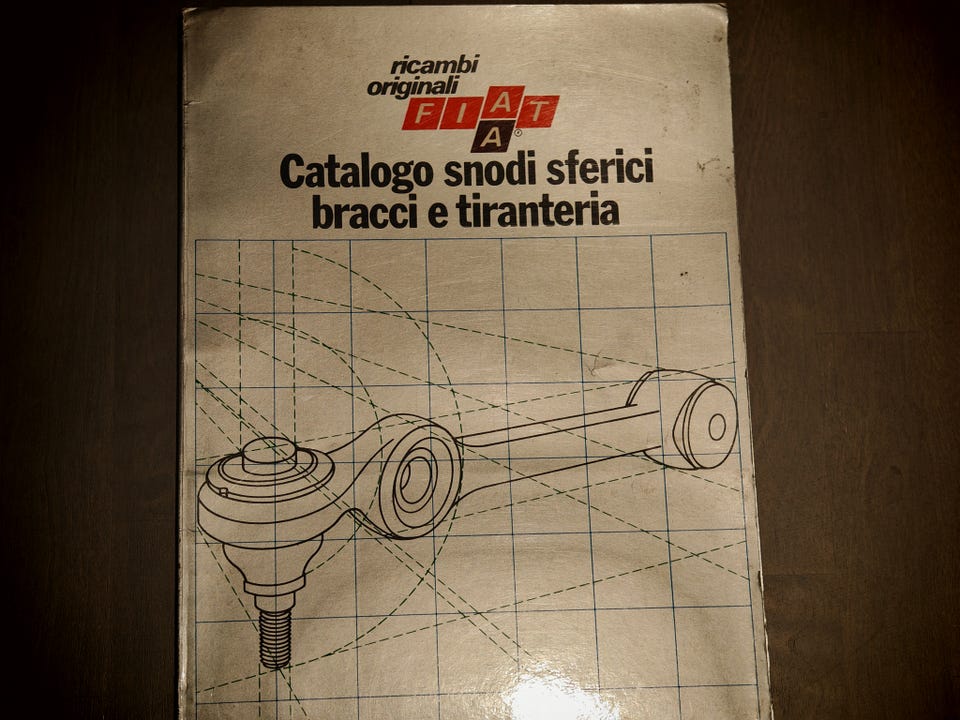 ricambi
originali
FIAT
A®
Catalogo snodi sferici
bracci e tiranteria